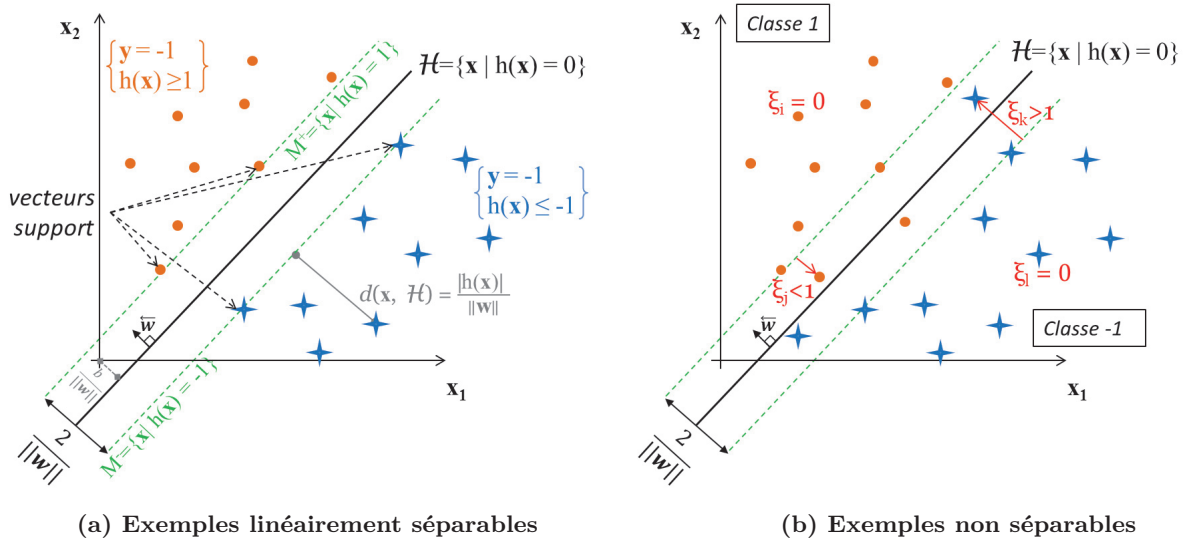 x₂
y = -1
h(x) ≥1
M⁺={x| h(x) = 1}
ℋ={x | h(x) = 0}
vecteurs
support
y = -1
h(x) ≤ -1
d(x, ℋ) = |h(x)| / ||w||
w
b / ||w||
x₁
2 / ||w||
M⁻={x| h(x) = -1}
(a) Exemples linéairement séparables
x₂
Classe 1
ℋ={x | h(x) = 0}
ξᵢ = 0
ξₖ>1
ξⱼ<1
ξₗ = 0
w
Classe -1
x₁
2 / ||w||
(b) Exemples non séparables